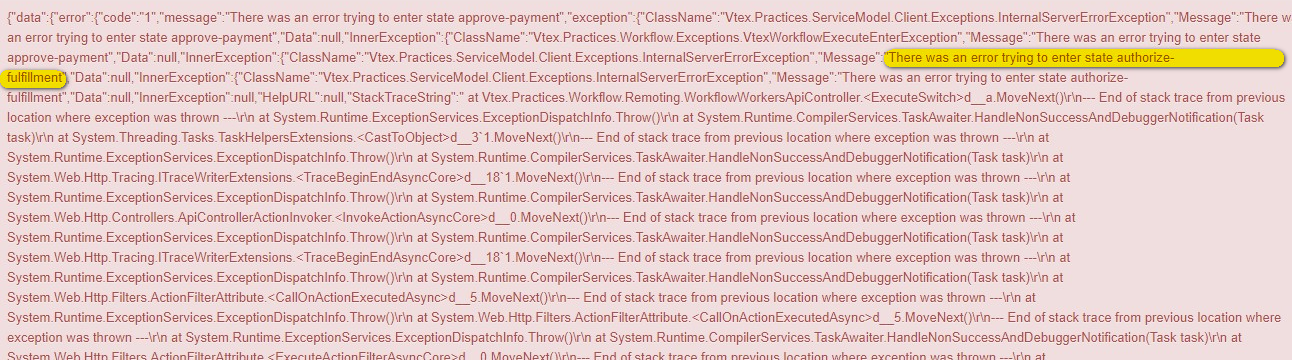 {"data":{"error":{"code":"1","message":"There was an error trying to enter state approve-payment","exception":{"ClassName":"Vtex.Practices.ServiceModel.Client.Exceptions.InternalServerErrorException","Message":"There w
an error trying to enter state approve-payment","Data":null,"InnerException":{"ClassName":"Vtex.Practices.Workflow.Exceptions.VtexWorkflowExecuteEnterException","Message":"There was an error trying to enter state
approve-payment","Data":null,"InnerException":{"ClassName":"Vtex.Practices.ServiceModel.Client.Exceptions.InternalServerErrorException","Message":"There was an error trying to enter state authorize-
fulfillment","Data":null,"InnerException":{"ClassName":"Vtex.Practices.ServiceModel.Client.Exceptions.InternalServerErrorException","Message":"There was an error trying to enter state authorize-
fulfillment","Data":null,"InnerException":null,"HelpURL":null,"StackTraceString":" at Vtex.Practices.Workflow.Remoting.WorkflowWorkersApiController.<ExecuteSwitch>d__a.MoveNext()\r\n--- End of stack trace from previous
location where exception was thrown ---\r\n at System.Runtime.ExceptionServices.ExceptionDispatchInfo.Throw()\r\n at System.Runtime.CompilerServices.TaskAwaiter.HandleNonSuccessAndDebuggerNotification(Task
task)\r\n at System.Threading.Tasks.TaskHelpersExtensions.<CastToObject>d__3`1.MoveNext()\r\n--- End of stack trace from previous location where exception was thrown ---\r\n at
System.Runtime.ExceptionServices.ExceptionDispatchInfo.Throw()\r\n at System.Runtime.CompilerServices.TaskAwaiter.HandleNonSuccessAndDebuggerNotification(Task task)\r\n at
System.Web.Http.Tracing.ITraceWriterExtensions.<TraceBeginEndAsyncCore>d__18`1.MoveNext()\r\n--- End of stack trace from previous location where exception was thrown ---\r\n at
System.Runtime.ExceptionServices.ExceptionDispatchInfo.Throw()\r\n at System.Runtime.CompilerServices.TaskAwaiter.HandleNonSuccessAndDebuggerNotification(Task task)\r\n at
System.Web.Http.Controllers.ApiControllerActionInvoker.<InvokeActionAsyncCore>d__0.MoveNext()\r\n--- End of stack trace from previous location where exception was thrown ---\r\n at
System.Runtime.ExceptionServices.ExceptionDispatchInfo.Throw()\r\n at System.Runtime.CompilerServices.TaskAwaiter.HandleNonSuccessAndDebuggerNotification(Task task)\r\n at
System.Web.Http.Tracing.ITraceWriterExtensions.<TraceBeginEndAsyncCore>d__18`1.MoveNext()\r\n--- End of stack trace from previous location where exception was thrown ---\r\n at
System.Runtime.ExceptionServices.ExceptionDispatchInfo.Throw()\r\n at System.Runtime.CompilerServices.TaskAwaiter.HandleNonSuccessAndDebuggerNotification(Task task)\r\n at
System.Web.Http.Filters.ActionFilterAttribute.<CallOnActionExecutedAsync>d__5.MoveNext()\r\n--- End of stack trace from previous location where exception was thrown ---\r\n at
System.Runtime.ExceptionServices.ExceptionDispatchInfo.Throw()\r\n at System.Web.Http.Filters.ActionFilterAttribute.<CallOnActionExecutedAsync>d__5.MoveNext()\r\n--- End of stack trace from previous location where
exception was thrown ---\r\n at System.Runtime.ExceptionServices.ExceptionDispatchInfo.Throw()\r\n at System.Runtime.CompilerServices.TaskAwaiter.HandleNonSuccessAndDebuggerNotification(Task task)\r\n at
System.Web.Http.Filters.ActionFilterAttribute.<ExecuteActionFilterAsyncCore>d__0.MoveNext()\r\n--- End of stack trace from previous location where exception was thrown ---\r\n at